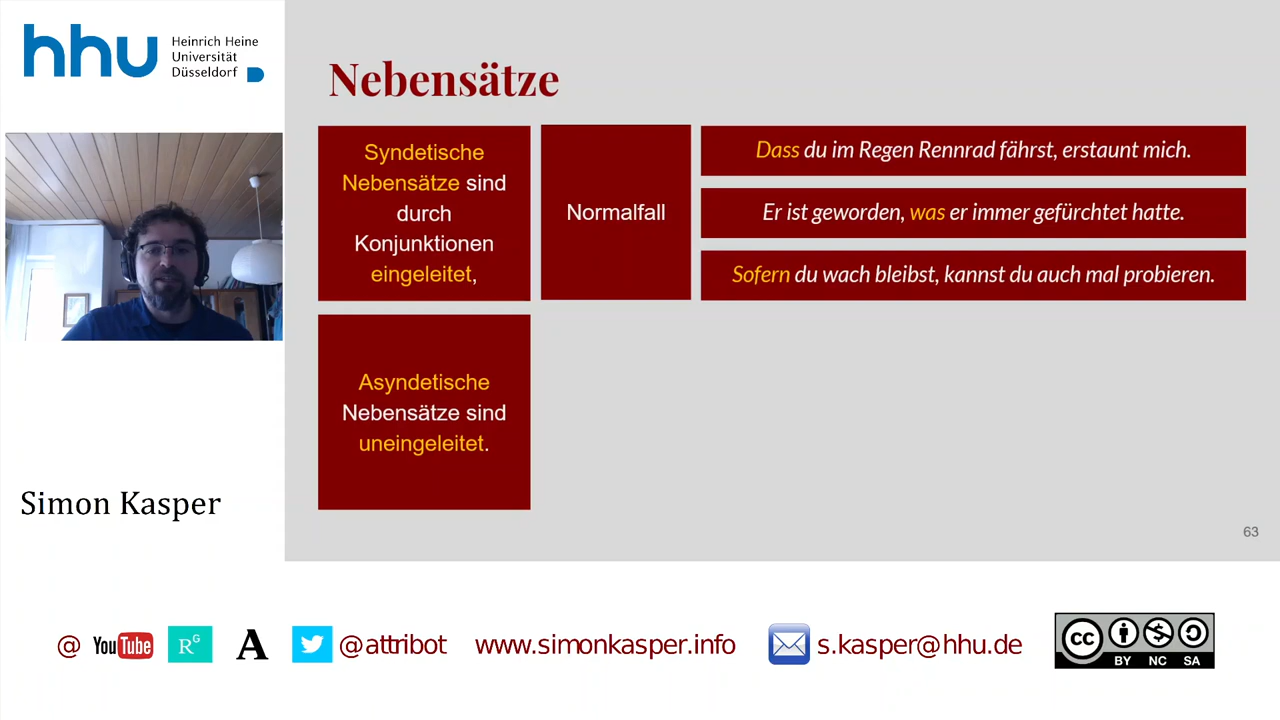 hhu
Heinrich Heine
Universität
Düsseldorf
Nebensätze
Syndetische
Nebensätze sind
durch
Konjunktionen
eingeleitet,
Normalfall
Dass du im Regen Rennrad fährst, erstaunt mich.
Er ist geworden, was er immer gefürchtet hatte.
Sofern du wach bleibst, kannst du auch mal probieren.
Asyndetische
Nebensätze sind
uneingeleitet.
Simon Kasper
63
@ YouTube RG A @attribot www.simonkasper.info s.kasper@hhu.de
cc BY NC SA